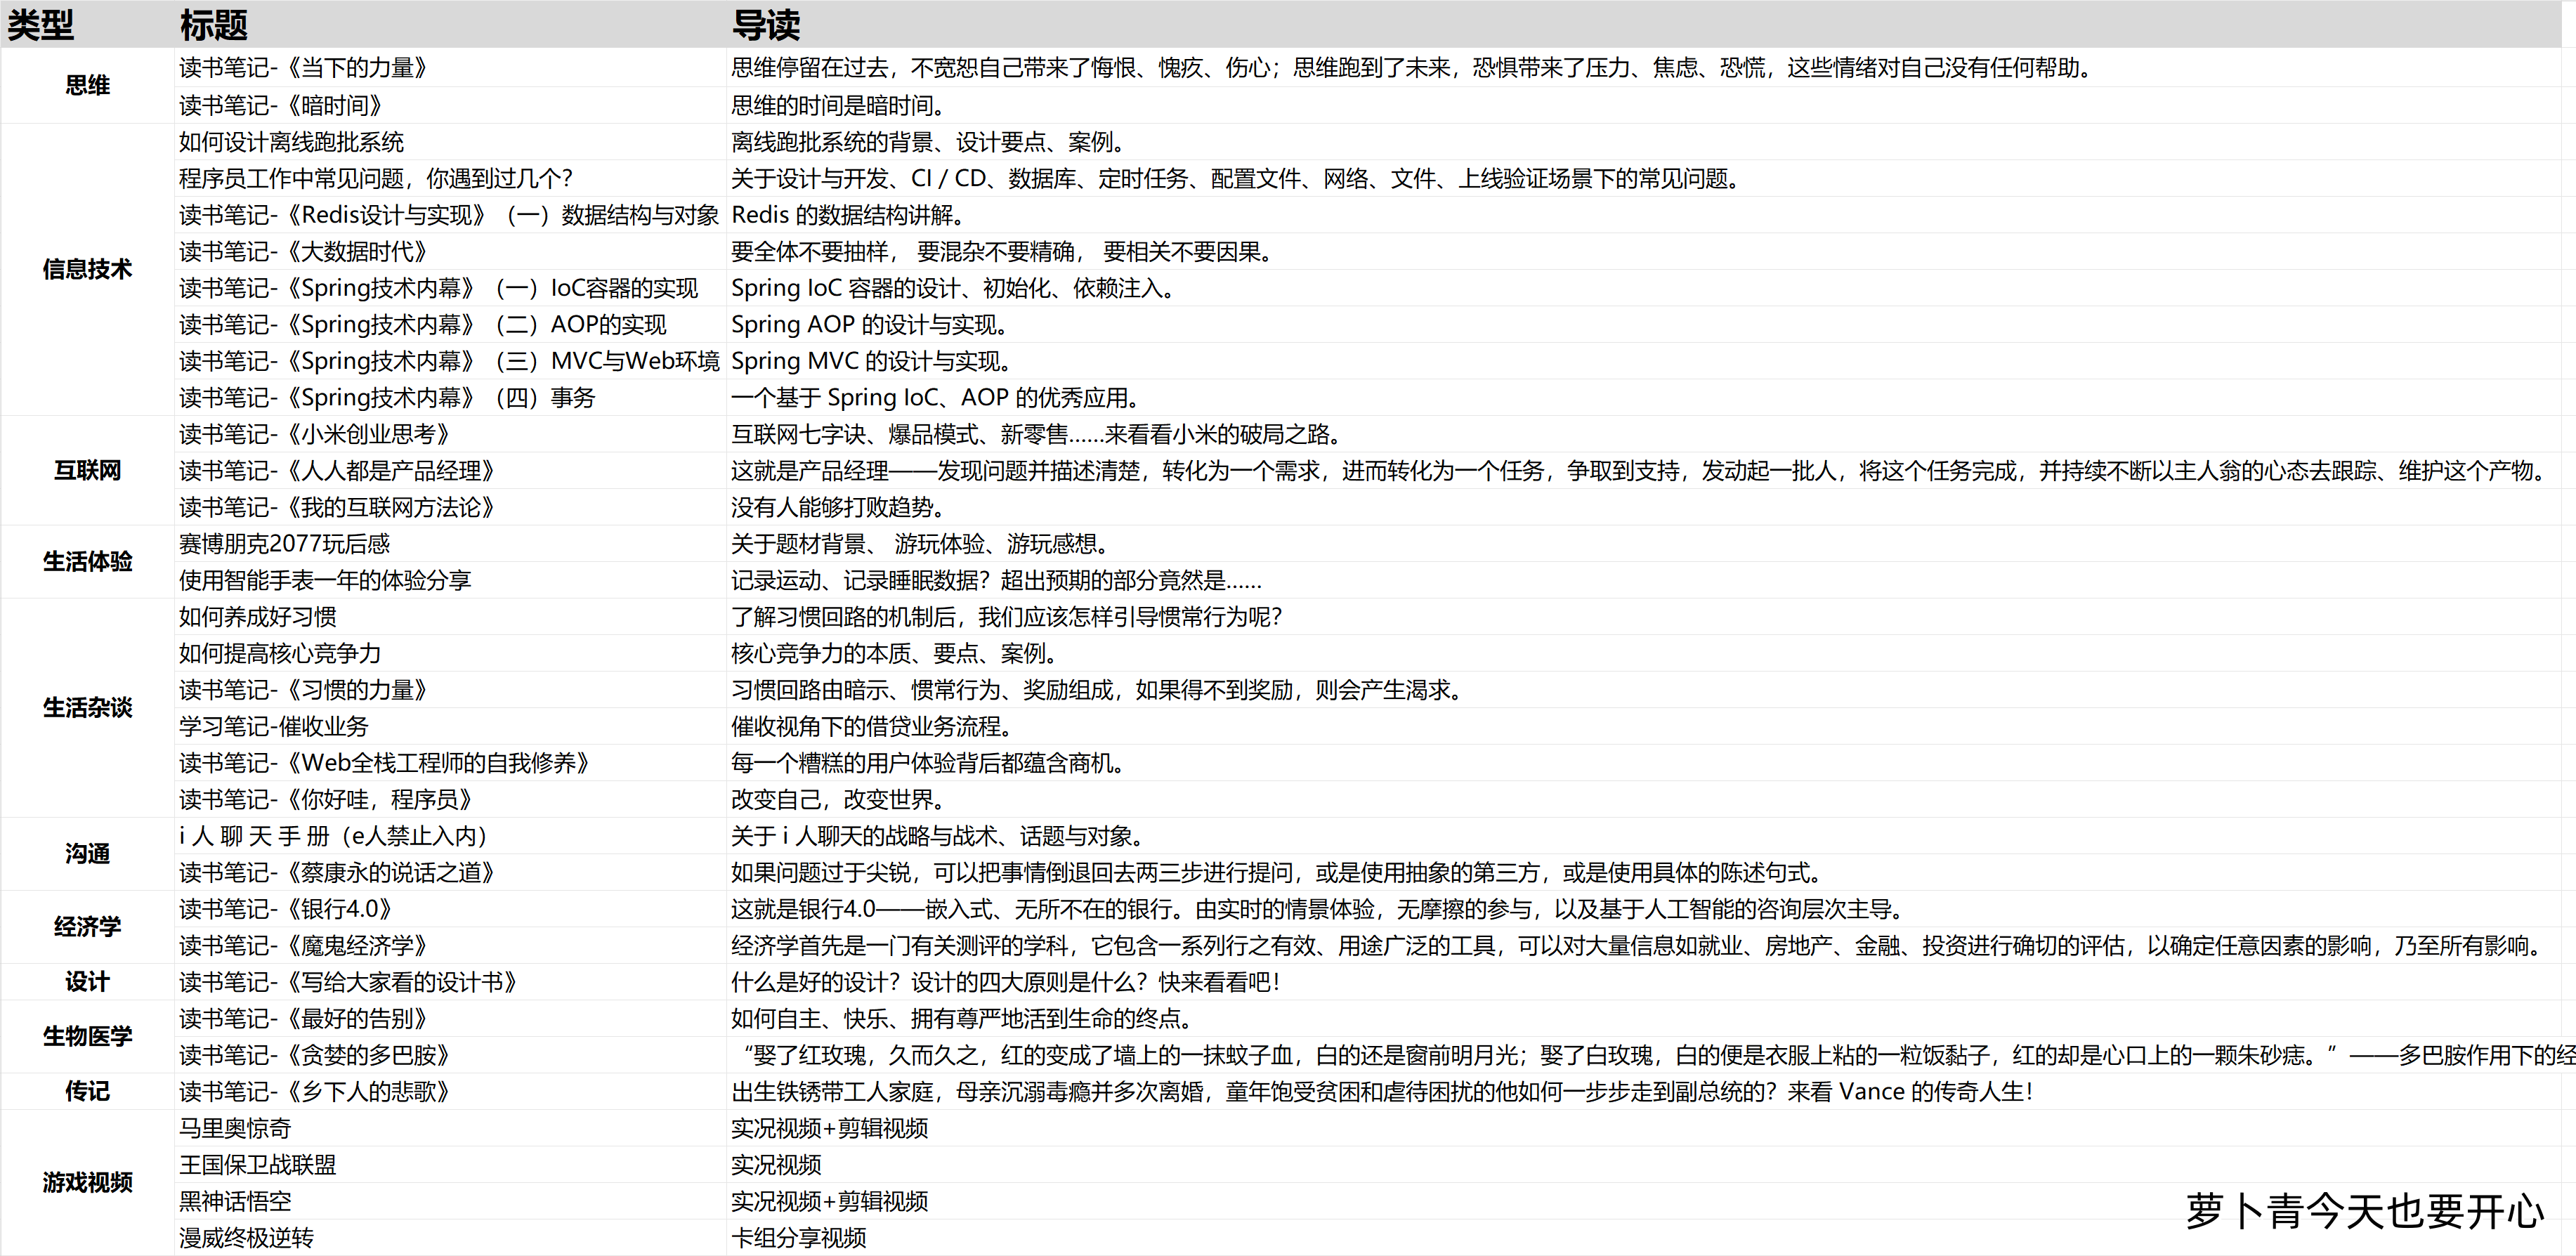 类型 标题 导读
思维
读书笔记-《当下的力量》 思维停留在过去，不宽恕自己带来了悔恨、愧疚、伤心；思维跑到了未来，恐惧带来了压力、焦虑、恐慌，这些情绪对自己没有任何帮助。
读书笔记-《暗时间》 思维的时间是暗时间。
信息技术
如何设计离线跑批系统 离线跑批系统的背景、设计要点、案例。
程序员工作中常见问题，你遇到过几个？ 关于设计与开发、CI / CD、数据库、定时任务、配置文件、网络、文件、上线验证场景下的常见问题。
读书笔记-《Redis设计与实现》（一）数据结构与对象 Redis 的数据结构讲解。
读书笔记-《大数据时代》 要全体不要抽样， 要混杂不要精确， 要相关不要因果。
读书笔记-《Spring技术内幕》（一）IoC容器的实现 Spring IoC 容器的设计、初始化、依赖注入。
读书笔记-《Spring技术内幕》（二）AOP的实现 Spring AOP 的设计与实现。
读书笔记-《Spring技术内幕》（三）MVC与Web环境 Spring MVC 的设计与实现。
读书笔记-《Spring技术内幕》（四）事务 一个基于 Spring IoC、AOP 的优秀应用。
互联网
读书笔记-《小米创业思考》 互联网七字诀、爆品模式、新零售......来看看小米的破局之路。
读书笔记-《人人都是产品经理》 这就是产品经理——发现问题并描述清楚，转化为一个需求，进而转化为一个任务，争取到支持，发动起一批人，将这个任务完成，并持续不断以主人翁的心态去跟踪、维护这个产物。
读书笔记-《我的互联网方法论》 没有人能够打败趋势。
生活体验
赛博朋克2077玩后感 关于题材背景、 游玩体验、游玩感想。
使用智能手表一年的体验分享 记录运动、记录睡眠数据？超出预期的部分竟然是......
生活杂谈
如何养成好习惯 了解习惯回路的机制后，我们应该怎样引导惯常行为呢？
如何提高核心竞争力 核心竞争力的本质、要点、案例。
读书笔记-《习惯的力量》 习惯回路由暗示、惯常行为、奖励组成，如果得不到奖励，则会产生渴求。
学习笔记-催收业务 催收视角下的借贷业务流程。
读书笔记-《Web全栈工程师的自我修养》 每一个糟糕的用户体验背后都蕴含商机。
读书笔记-《你好哇，程序员》 改变自己，改变世界。
沟通
i 人 聊 天 手 册（e人禁止入内） 关于 i 人聊天的战略与战术、话题与对象。
读书笔记-《蔡康永的说话之道》 如果问题过于尖锐，可以把事情倒退回去两三步进行提问，或是使用抽象的第三方，或是使用具体的陈述句式。
经济学
读书笔记-《银行4.0》 这就是银行4.0——嵌入式、无所不在的银行。由实时的情景体验，无摩擦的参与，以及基于人工智能的咨询层次主导。
读书笔记-《魔鬼经济学》 经济学首先是一门有关测评的学科，它包含一系列行之有效、用途广泛的工具，可以对大量信息如就业、房地产、金融、投资进行确切的评估，以确定任意因素的影响，乃至所有影响。
设计 读书笔记-《写给大家看的设计书》 什么是好的设计？设计的四大原则是什么？快来看看吧！
生物医学
读书笔记-《最好的告别》 如何自主、快乐、拥有尊严地活到生命的终点。
读书笔记-《贪婪的多巴胺》 “娶了红玫瑰，久而久之，红的变成了墙上的一抹蚊子血，白的还是窗前明月光；娶了白玫瑰，白的便是衣服上粘的一粒饭黏子，红的却是心口上的一颗朱砂痣。”——多巴胺作用下的经
传记 读书笔记-《乡下人的悲歌》 出生铁锈带工人家庭，母亲沉溺毒瘾并多次离婚，童年饱受贫困和虐待困扰的他如何一步步走到副总统的？来看 Vance 的传奇人生！
游戏视频
马里奥惊奇 实况视频+剪辑视频
王国保卫战联盟 实况视频
黑神话悟空 实况视频+剪辑视频
漫威终极逆转 卡组分享视频
萝卜青今天也要开心